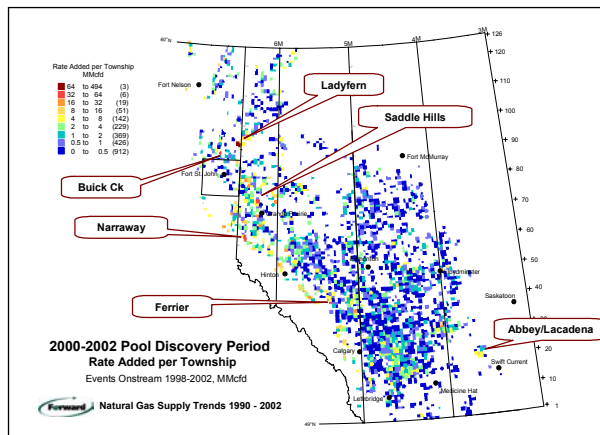 60°N
6M
5M
4M
3M
126
120
110
100
90
80
70
60
50
40
30
20
10
1
49°N
Rate Added per Township
MMcfd
64 to 494 (3)
32 to 64 (6)
16 to 32 (19)
8 to 16 (51)
4 to 8 (142)
2 to 4 (229)
1 to 2 (369)
0.5 to 1 (426)
0 to 0.5 (912)
Fort Nelson
Ladyfern
Saddle Hills
Buick Ck
Fort St. John
Fort McMurray
Narraway
Grande Prairie
Hinton
Edmonton
Lloydminster
Saskatoon
Ferrier
Abbey/Lacadena
Calgary
Swift Current
Medicine Hat
Lethbridge
2000-2002 Pool Discovery Period
Rate Added per Township
Events Onstream 1998-2002, MMcfd
Forward
Natural Gas Supply Trends 1990 - 2002